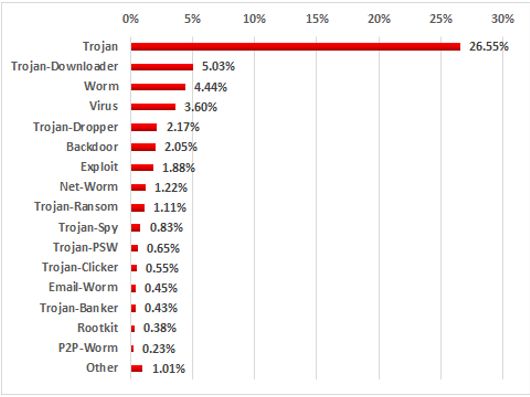 0% 5% 10% 15% 20% 25% 30%
Trojan 26.55%
Trojan-Downloader 5.03%
Worm 4.44%
Virus 3.60%
Trojan-Dropper 2.17%
Backdoor 2.05%
Exploit 1.88%
Net-Worm 1.22%
Trojan-Ransom 1.11%
Trojan-Spy 0.83%
Trojan-PSW 0.65%
Trojan-Clicker 0.55%
Email-Worm 0.45%
Trojan-Banker 0.43%
Rootkit 0.38%
P2P-Worm 0.23%
Other 1.01%